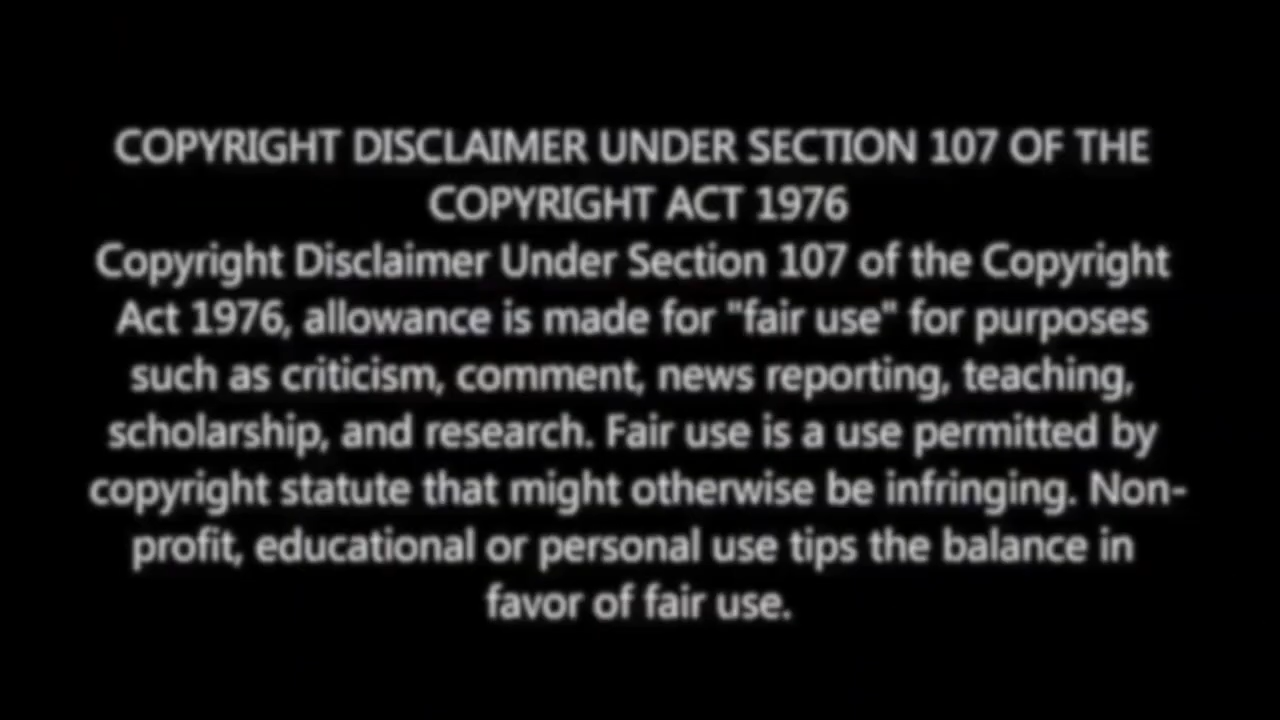 COPYRIGHT DISCLAIMER UNDER SECTION 107 OF THE
COPYRIGHT ACT 1976
Copyright Disclaimer Under Section 107 of the Copyright
Act 1976, allowance is made for "fair use" for purposes
such as criticism, comment, news reporting, teaching,
scholarship, and research. Fair use is a use permitted by
copyright statute that might otherwise be infringing. Non-
profit, educational or personal use tips the balance in
favor of fair use.